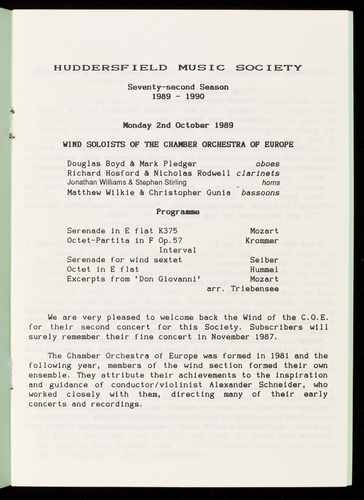 HUDDERSFIELD MUSIC SOCIETY
Seventy-second Season
1989 - 1990
Monday 2nd October 1989
WIND SOLOISTS OF THE CHAMBER ORCHESTRA OF EUROPE
Douglas Boyd & Mark Pledger oboes
Richard Hosford & Nicholas Rodwell clarinets
Jonathan Williams & Stephen Stirling horns
Matthew Wilkie & Christopher Gunia bassoons
Programme
Serenade in E flat K375 Mozart
Octet-Partita in F Op.57 Krommer
Interval
Serenade for wind sextet Seiber
Octet in E flat Hummel
Excerpts from 'Don Giovanni' Mozart
arr. Triebensee
We are very pleased to welcome back the Wind of the C.O.E.
for their second concert for this Society. Subscribers will
surely remember their fine concert in November 1987.
The Chamber Orchestra of Europe was formed in 1981 and the
following year, members of the wind section formed their own
ensemble. They attribute their achievements to the inspiration
and guidance of conductor/violinist Alexander Schneider, who
worked closely with them, directing many of their early
concerts and recordings.